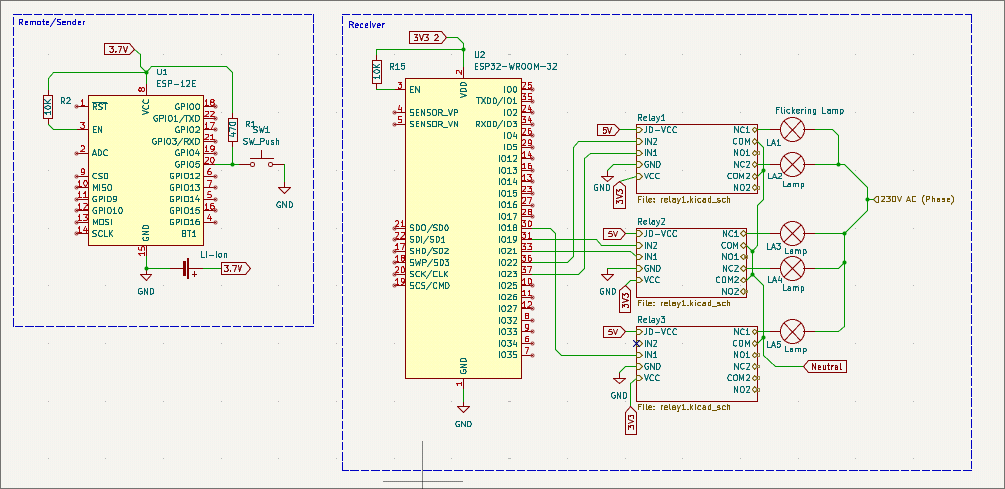 Remote/Sender
3.7V
U1
ESP-12E
R2
10K
1 RST
3 EN
2 ADC
9 CS0
10 MISO
11 GPIO9
12 GPIO10
13 MOSI
14 SCLK
8 VCC
GPIO0 18
GPIO1/TXD 22
GPIO2 17
GPIO3/RXD 21
GPIO4 19
GPIO5 20
GPIO12 6
GPIO13 7
GPIO14 5
GPIO15 16
GPIO16 4
BT1
GND
15
R1
470
SW1
SW_Push
GND
Li-Ion
3.7V
GND
Receiver
3V3 2
U2
ESP32-WROOM-32
R15
10K
2 VDD
3 EN
4 SENSOR_VP
5 SENSOR_VN
21 SDO/SD0
22 SDI/SD1
17 SHD/SD2
18 SWP/SD3
20 SCK/CLK
19 SCS/CMD
IO0 25
TXD0/IO1 35
IO2 24
RXD0/IO3 34
IO4 26
IO5 29
IO12 14
IO13 16
IO14 13
IO15 23
IO16 27
IO17 28
IO18 30
IO19 31
IO21 33
IO22 36
IO23 37
IO25 10
IO26 11
IO27 12
IO32 8
IO33 9
IO34 6
IO35 7
GND
1
GND
Relay1
5V
JD-VCC
IN2
IN1
GND
VCC
NC1
COM
NO1
NC2
COM2
NO2
GND
3V3
File: relay1.kicad_sch
Flickering Lamp
LA1
LA2
Lamp
230V AC (Phase)
Relay2
5V
JD-VCC
IN2
IN1
GND
VCC
NC1
COM
NO1
NC2
COM2
NO2
GND
3V3
File: relay1.kicad_sch
LA3
Lamp
LA4
Lamp
Relay3
5V
JD-VCC
IN2
IN1
GND
VCC
NC1
COM
NO1
NC2
COM2
NO2
GND
3V3
File: relay1.kicad_sch
LA5
Lamp
Neutral